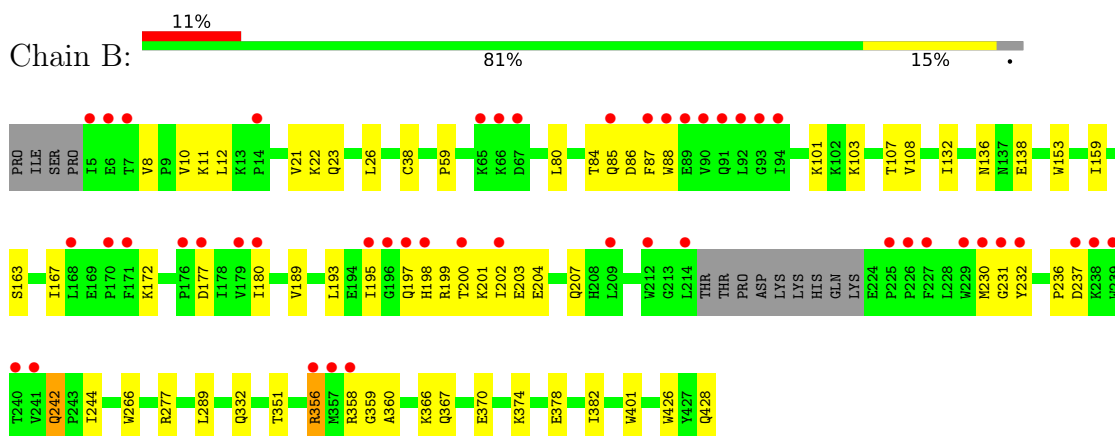 11%
Chain B:
81% 15% •
PRO ILE SER PRO I5 E6 T7 V8 P9 V10 K11 L12 K13 P14 V21 K22 Q23 L26 C38 P59 K65 K66 D67 L80 T84 Q85 D86 F87 W88 E89 V90 Q91 L92 G93 I94 K101 K102 K103 T107 V108 I132 N136 N137 E138 W153 I159
S163 I167 L168 E169 P170 F171 K172 P176 D177 I178 V179 I180 V189 L193 E194 I195 G196 Q197 H198 R199 T200 K201 I202 E203 E204 Q207 H208 L209 W212 G213 L214 THR THR PRO ASP LYS LYS HIS GLN LYS E224 P225 P226 F227 L228 W229 M230 G231 Y232 P236 D237 K238 W239
T240 V241 Q242 P243 I244 W266 R277 L289 Q332 T351 R356 M357 R358 G359 A360 K366 Q367 E370 K374 E378 I382 W401 W426 Y427 Q428